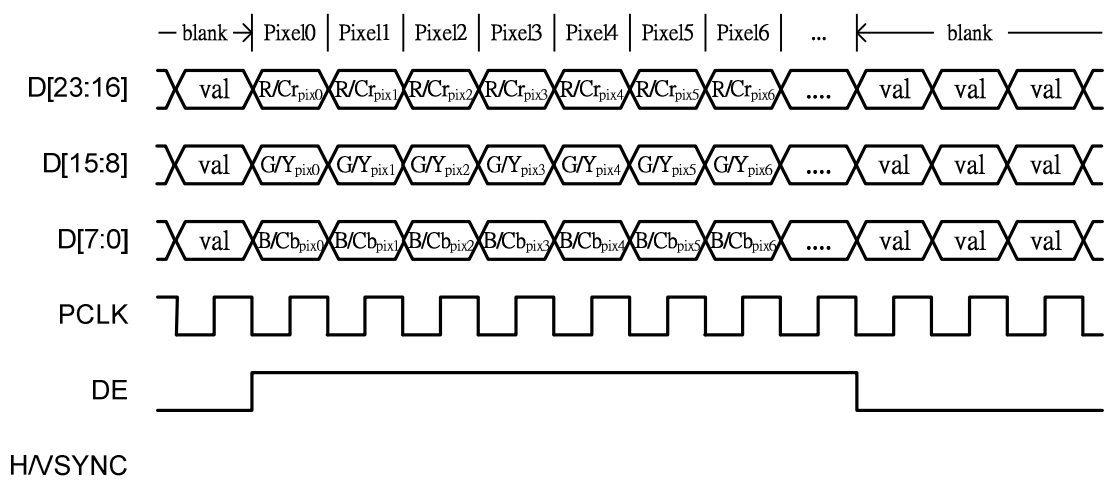 blank Pixel0 Pixel1 Pixel2 Pixel3 Pixel4 Pixel5 Pixel6 ... blank
D[23:16] val R/Crpix0 R/Crpix1 R/Crpix2 R/Crpix3 R/Crpix4 R/Crpix5 R/Crpix6 .... val val val
D[15:8] val G/Ypix0 G/Ypix1 G/Ypix2 G/Ypix3 G/Ypix4 G/Ypix5 G/Ypix6 .... val val val
D[7:0] val B/Cbpix0 B/Cbpix1 B/Cbpix2 B/Cbpix3 B/Cbpix4 B/Cbpix5 B/Cbpix6 .... val val val
PCLK
DE
H/VSYNC